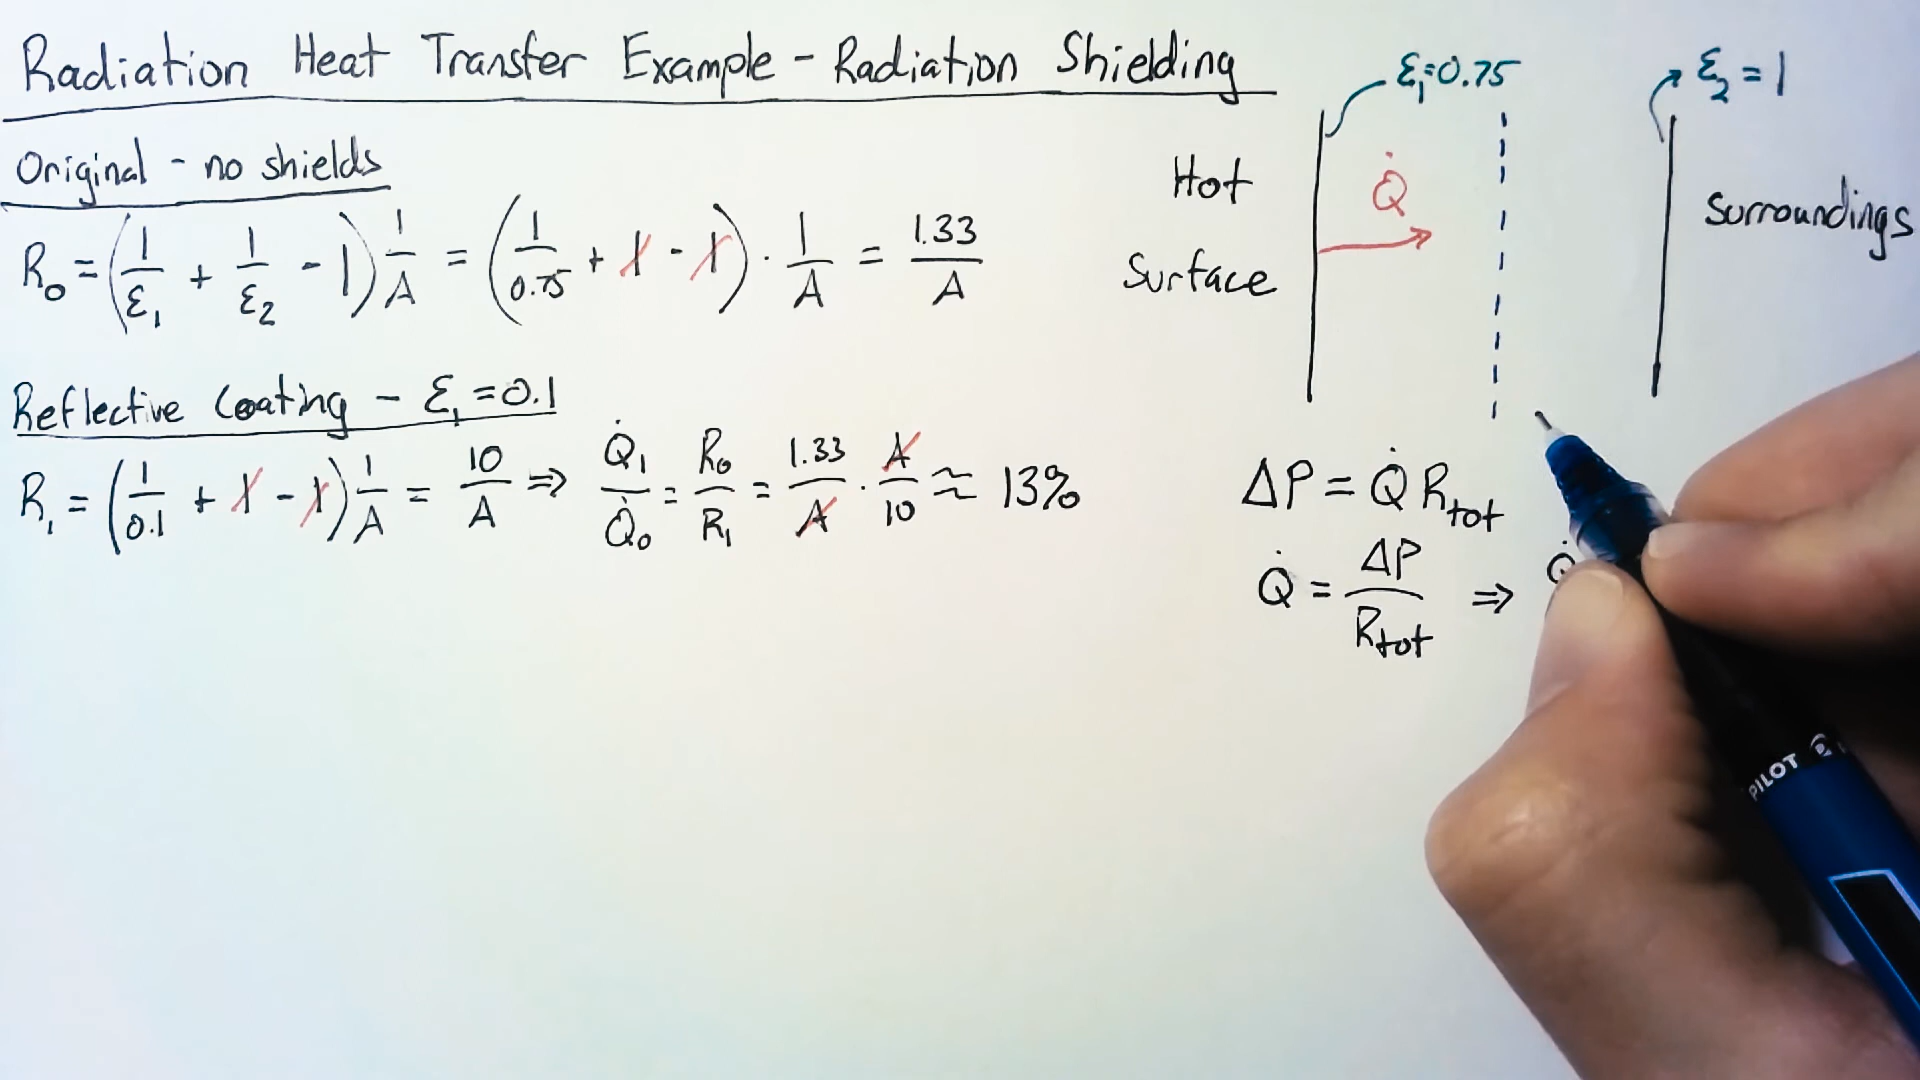 Radiation Heat Transfer Example - Radiation Shielding
Original - no shields
R₀ = (1/ε₁ + 1/ε₂ - 1) 1/A = (1/0.75 + 1 - 1) · 1/A = 1.33/A
Reflective Coating - ε₁ = 0.1
R₁ = (1/0.1 + 1 - 1) 1/A = 10/A ⇒ Q̇₁/Q̇₀ = R₀/R₁ = 1.33/A · A/10 ≈ 13%
ε₁ = 0.75
ε₂ = 1
Hot
Surface
Q̇
Surroundings
ΔP = Q̇ R_tot
Q̇ = ΔP/R_tot ⇒
PILOT